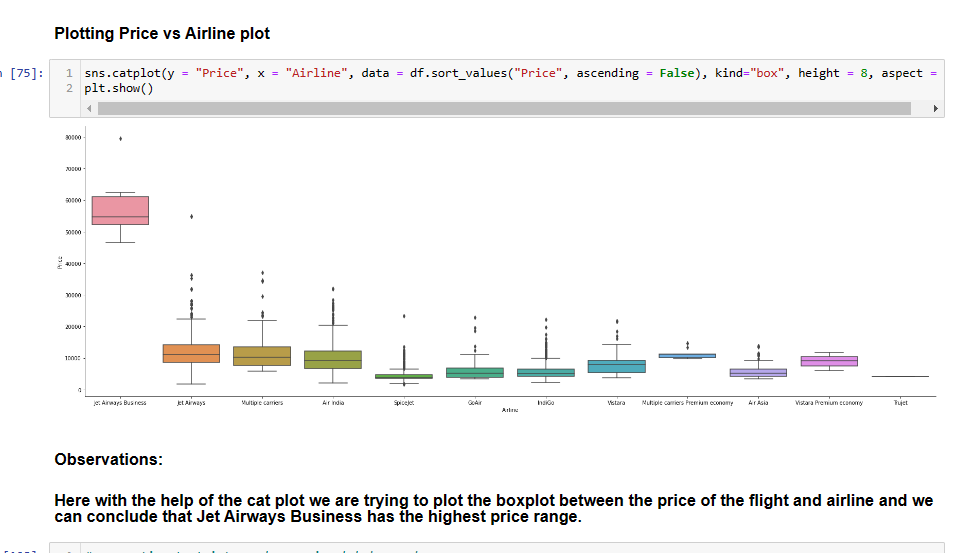 Plotting Price vs Airline plot
[75]:
1 sns.catplot(y = "Price", x = "Airline", data = df.sort_values("Price", ascending = False), kind="box", height = 8, aspect =
2 plt.show()
80000
70000
60000
50000
40000
30000
20000
10000
0
Price
Jet Airways Business Jet Airways Multiple carriers Air India SpiceJet GoAir IndiGo Vistara Multiple carriers Premium economy Air Asia Vistara Premium economy Trujet
Airline
Observations:
Here with the help of the cat plot we are trying to plot the boxplot between the price of the flight and airline and we
can conclude that Jet Airways Business has the highest price range.